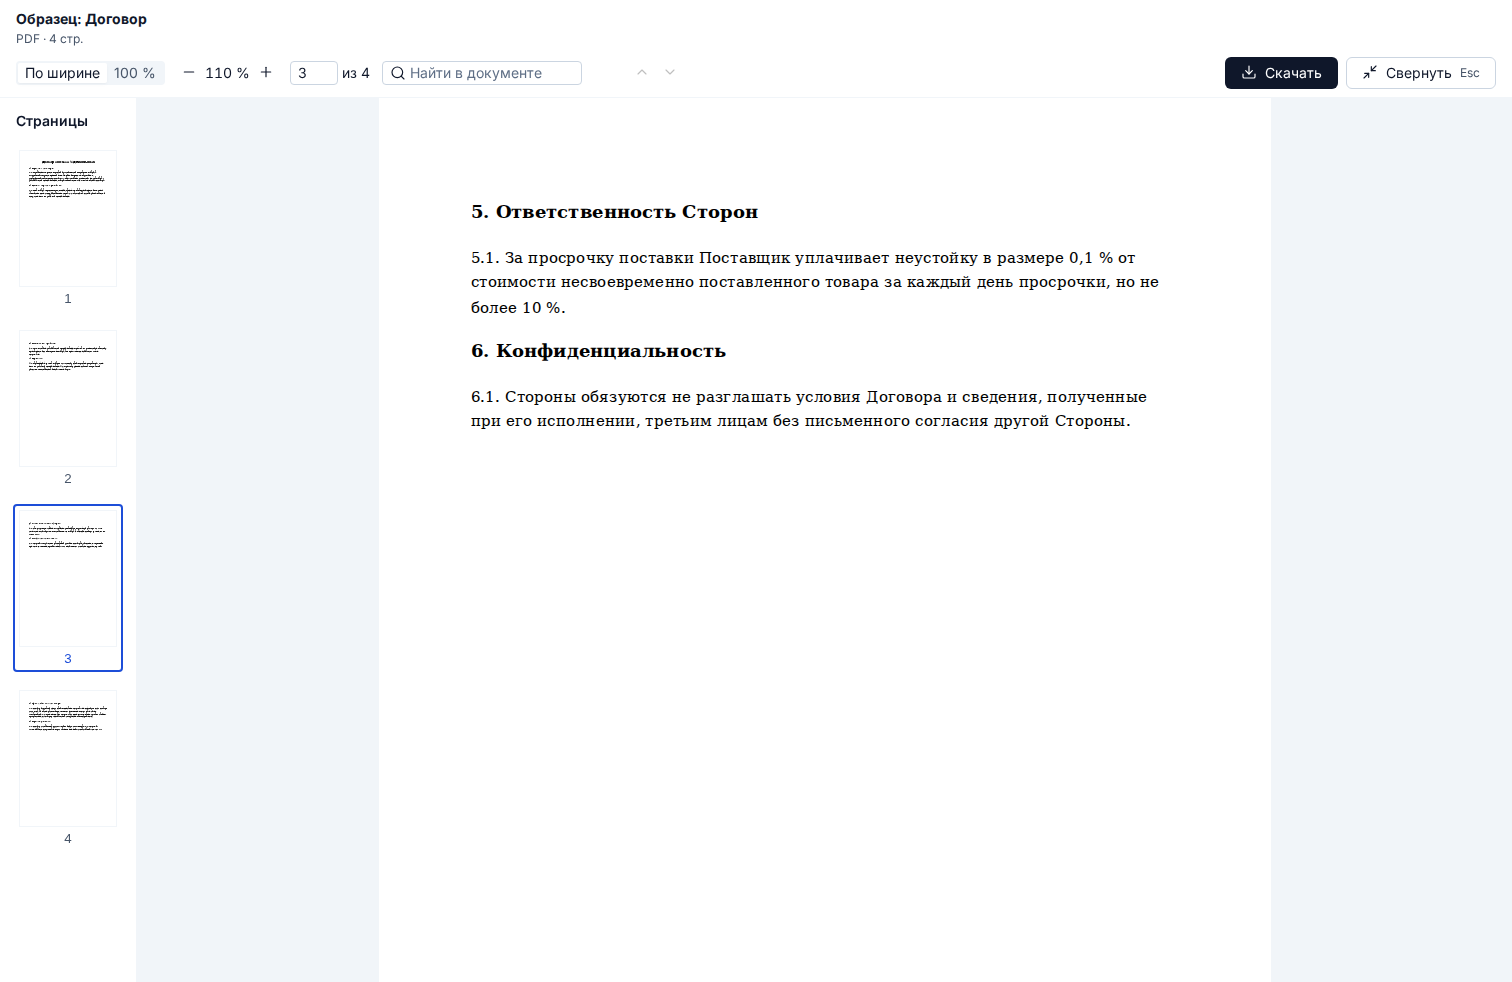 Образец: Договор
PDF · 4 стр.
По ширине 100 % − 110 % + 3 из 4 Найти в документе Скачать Свернуть Esc
Страницы
1
2
3
4
5. Ответственность Сторон
5.1. За просрочку поставки Поставщик уплачивает неустойку в размере 0,1 % от
стоимости несвоевременно поставленного товара за каждый день просрочки, но не
более 10 %.
6. Конфиденциальность
6.1. Стороны обязуются не разглашать условия Договора и сведения, полученные
при его исполнении, третьим лицам без письменного согласия другой Стороны.